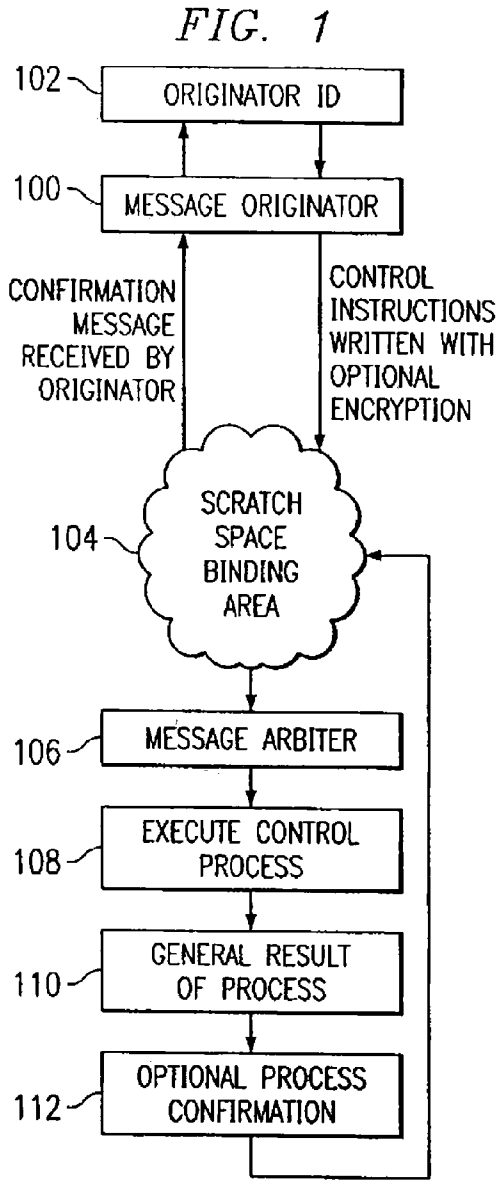 FIG. 1
102
ORIGINATOR ID
100
MESSAGE ORIGINATOR
CONFIRMATION
MESSAGE
RECEIVED BY
ORIGINATOR
CONTROL
INSTRUCTIONS
WRITTEN WITH
OPTIONAL
ENCRYPTION
104
SCRATCH
SPACE
BINDING
AREA
106
MESSAGE ARBITER
108
EXECUTE CONTROL
PROCESS
110
GENERAL RESULT
OF PROCESS
112
OPTIONAL PROCESS
CONFIRMATION